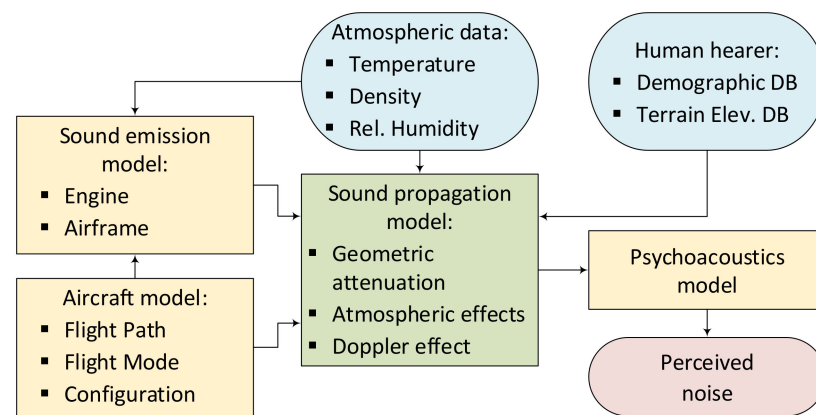 Atmospheric data:
▪ Temperature
▪ Density
▪ Rel. Humidity
Human hearer:
▪ Demographic DB
▪ Terrain Elev. DB
Sound emission
model:
▪ Engine
▪ Airframe
Sound propagation
model:
▪ Geometric
attenuation
▪ Atmospheric effects
▪ Doppler effect
Aircraft model:
▪ Flight Path
▪ Flight Mode
▪ Configuration
Psychoacoustics
model
Perceived
noise